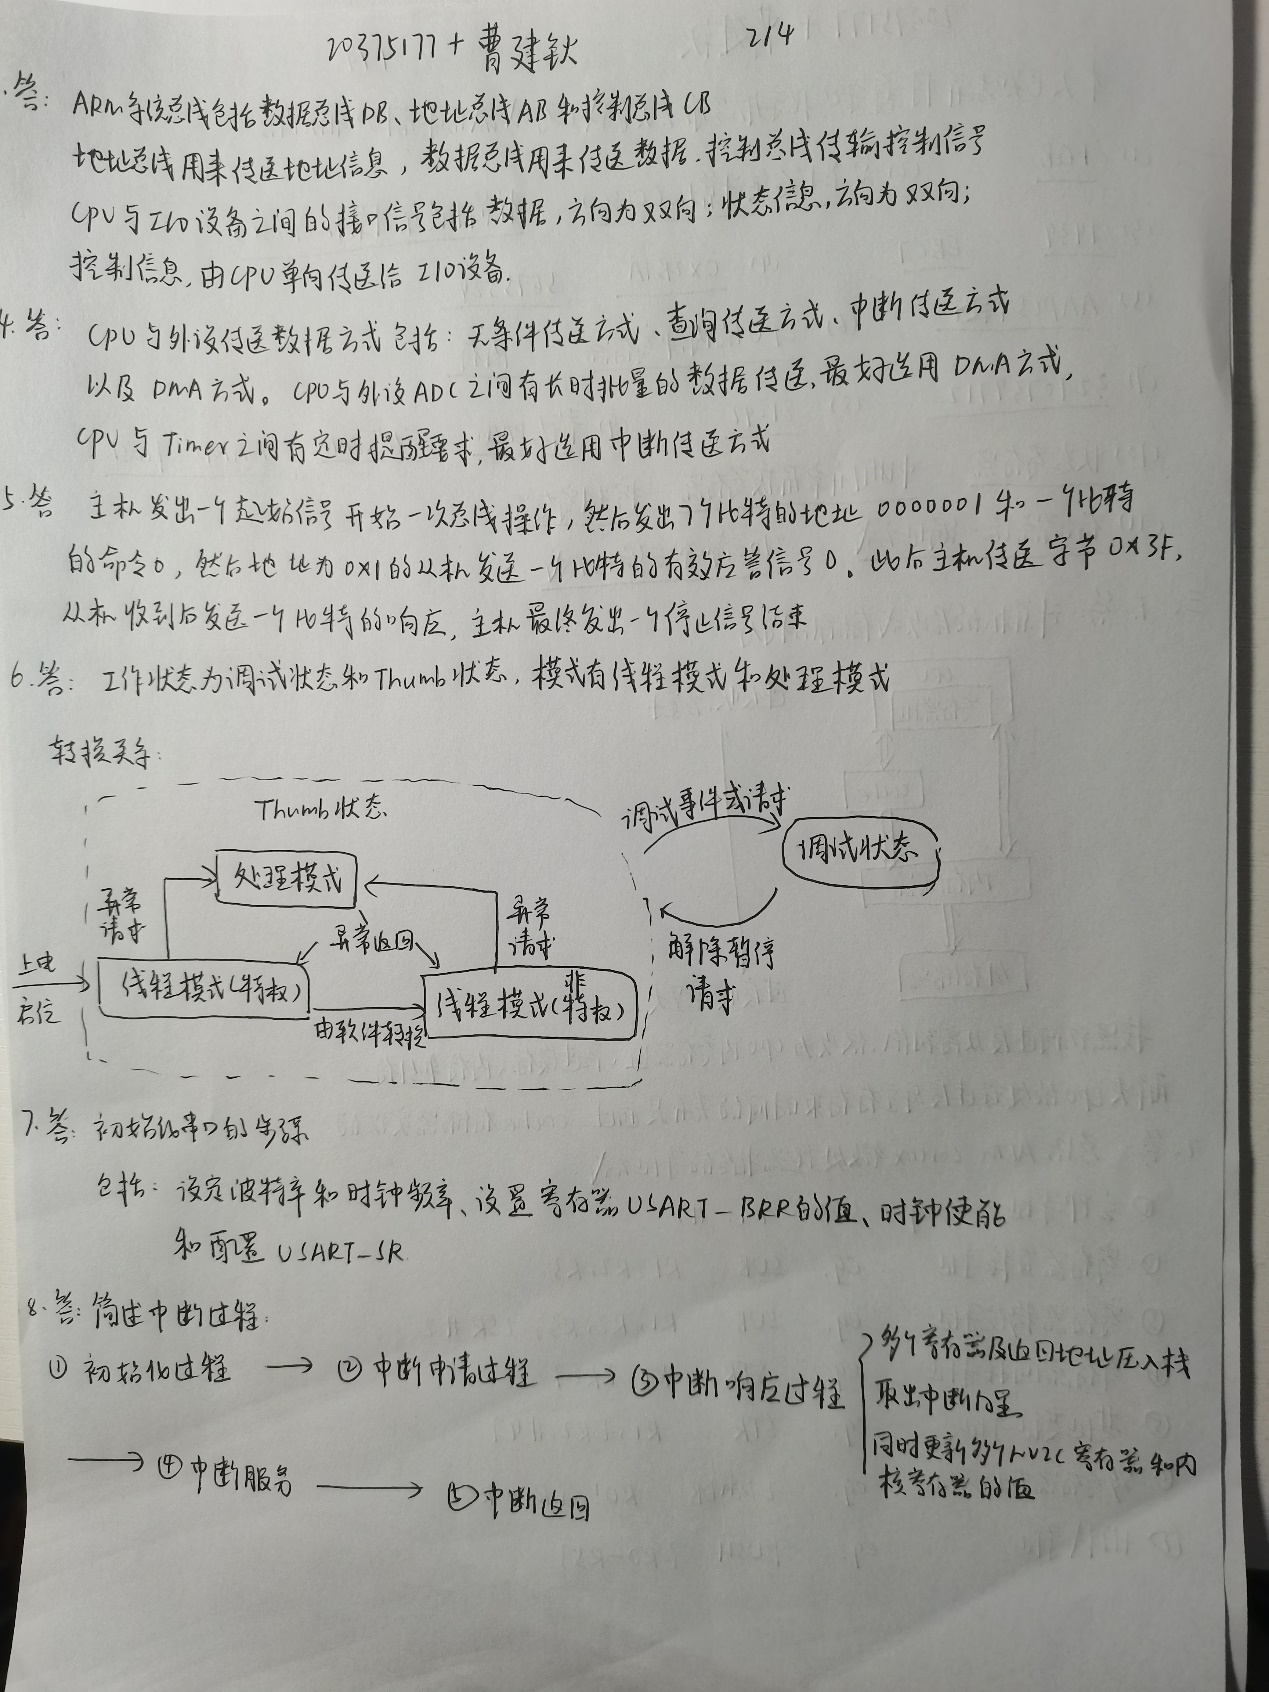 20375177+曹建钬
2/4
.答:
ARM系统总线包括数据总线DB、地址总线AB和控制总线CB
地址总线用来传送地址信息，数据总线用来传送数据.控制总线传输控制信号
CPU与I/O设备之间的接口信号包括数据，方向为双向；状态信息，方向为双向；
控制信息，由CPU单向传送给I/O设备.
4.答: CPU与外设传送数据方式包括：无条件传送方式、查询传送方式、中断传送方式
以及DMA方式。CPU与外设ADC之间有长时批量的数据传送，最好选用DMA方式，
CPU与Timer之间有定时提醒要求，最好选用中断传送方式
5.答 主机发出一个起始信号开始一次总线操作，然后发出7个比特的地址0000001和一个比特
的命令0，然后地址为0x1的从机发送一个比特的有效应答信号0。此后主机传送字节0x3F，
从机收到后发送一个比特的响应，主机最终发出一个停止信号结束
6.答: 工作状态为调试状态和Thumb状态，模式有线程模式和处理模式
转换关系:
Thumb状态
调试事件或请求
调试状态
处理模式
异常
请求
异常返回
异常
请求
解除暂停
请求
上电
启位
线程模式(特权)
由软件转换
线程模式(非特权)
7.答: 初始化串口的步骤
包括：设定波特率和时钟频率、设置寄存器USART_BRR的值、时钟使能
和配置USART_SR
8.答:简述中断过程:
①初始化过程 → ②中断申请过程 → ③中断响应过程
多个寄存器及返回地址压入栈
取出中断向量
同时更新多个NVIC寄存器和内
核寄存器的值
→ ④中断服务 → ⑤中断返回